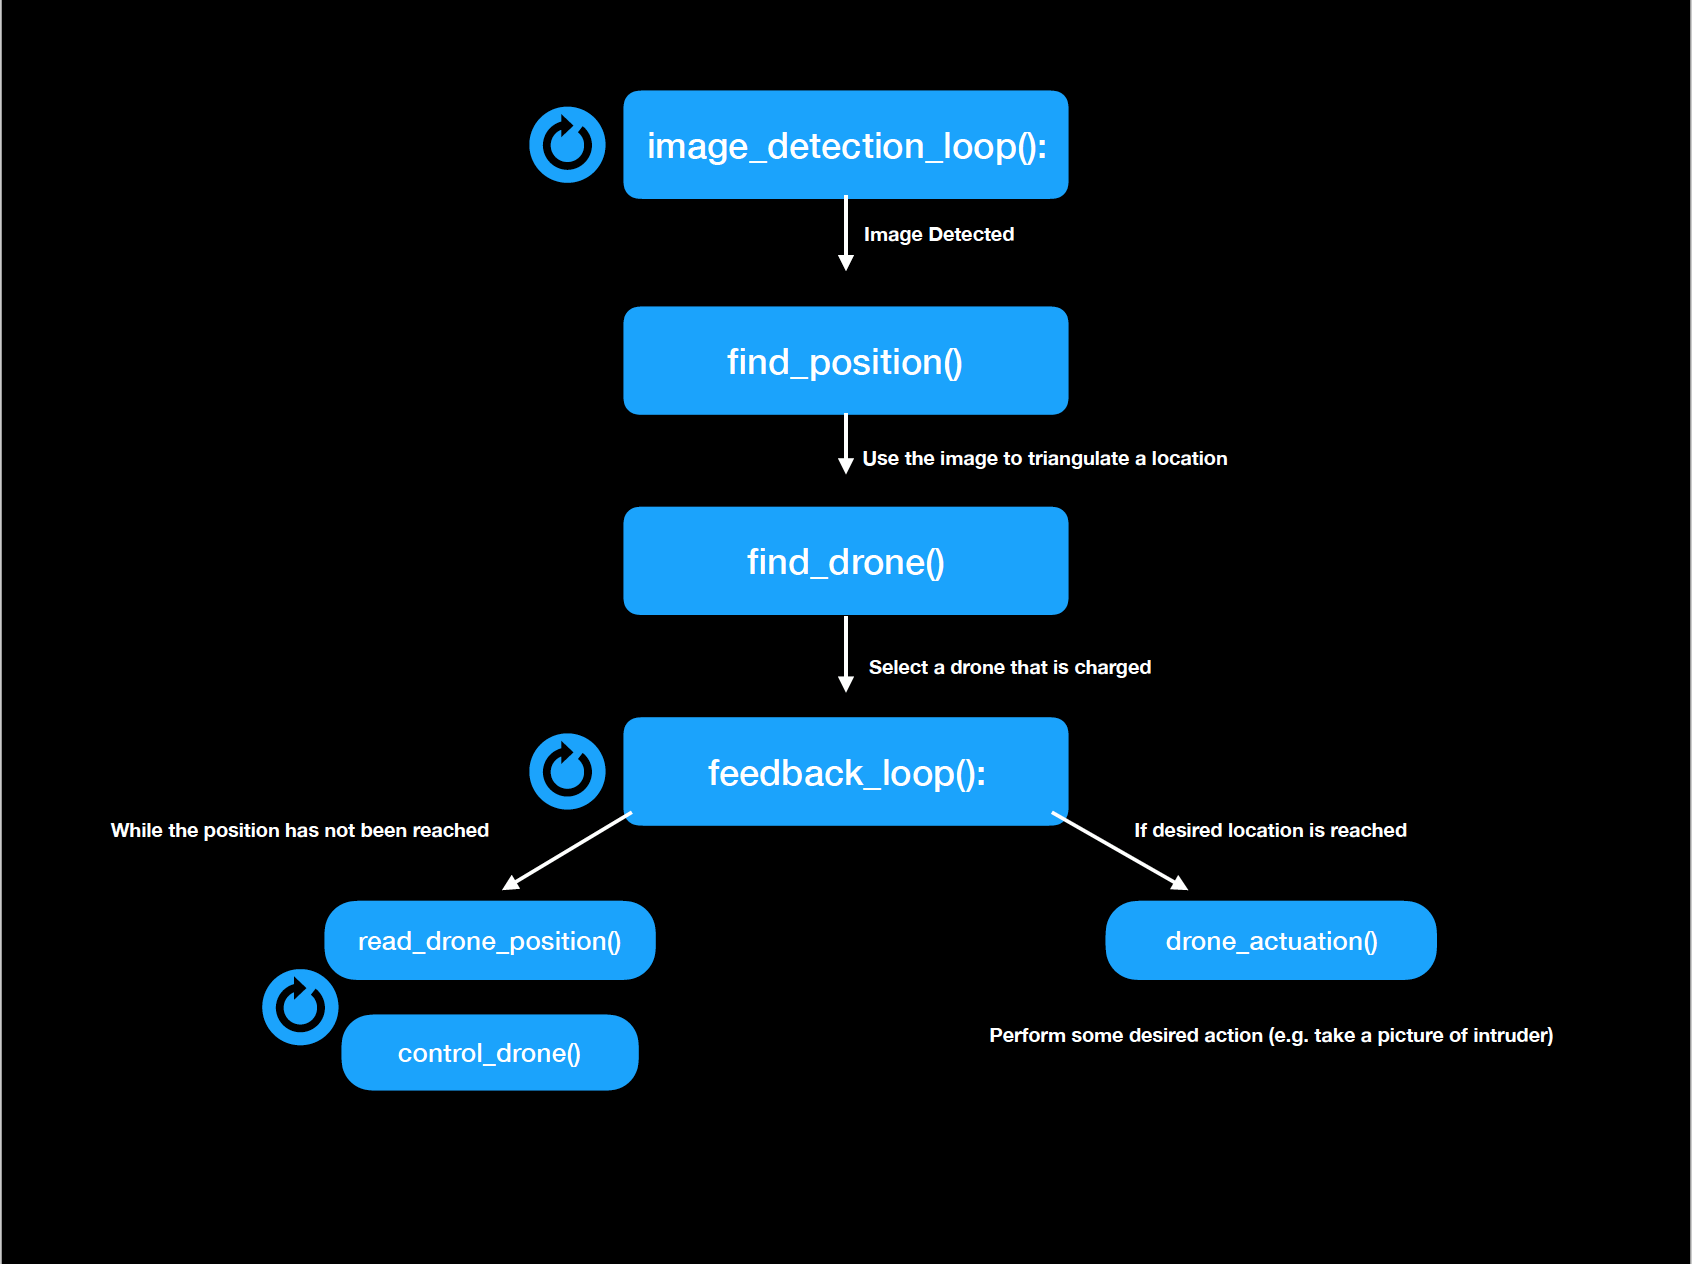 image_detection_loop():
Image Detected
find_position()
Use the image to triangulate a location
find_drone()
Select a drone that is charged
feedback_loop():
While the position has not been reached
If desired location is reached
read_drone_position()
drone_actuation()
control_drone()
Perform some desired action (e.g. take a picture of intruder)